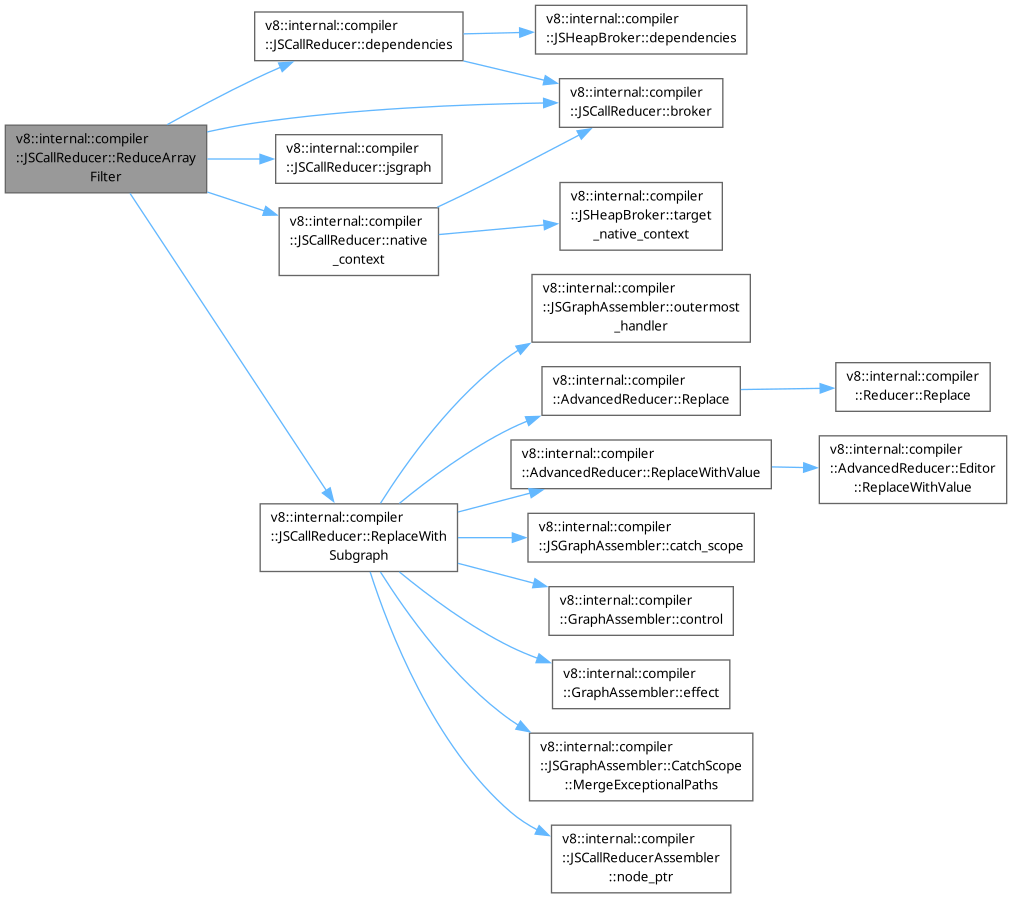 v8::internal::compiler
::JSCallReducer::ReduceArray
Filter
v8::internal::compiler
::JSCallReducer::dependencies
v8::internal::compiler
::JSHeapBroker::dependencies
v8::internal::compiler
::JSCallReducer::broker
v8::internal::compiler
::JSCallReducer::jsgraph
v8::internal::compiler
::JSCallReducer::native
_context
v8::internal::compiler
::JSHeapBroker::target
_native_context
v8::internal::compiler
::JSCallReducer::ReplaceWith
Subgraph
v8::internal::compiler
::JSGraphAssembler::outermost
_handler
v8::internal::compiler
::AdvancedReducer::Replace
v8::internal::compiler
::Reducer::Replace
v8::internal::compiler
::AdvancedReducer::ReplaceWithValue
v8::internal::compiler
::AdvancedReducer::Editor
::ReplaceWithValue
v8::internal::compiler
::JSGraphAssembler::catch_scope
v8::internal::compiler
::GraphAssembler::control
v8::internal::compiler
::GraphAssembler::effect
v8::internal::compiler
::JSGraphAssembler::CatchScope
::MergeExceptionalPaths
v8::internal::compiler
::JSCallReducerAssembler
::node_ptr